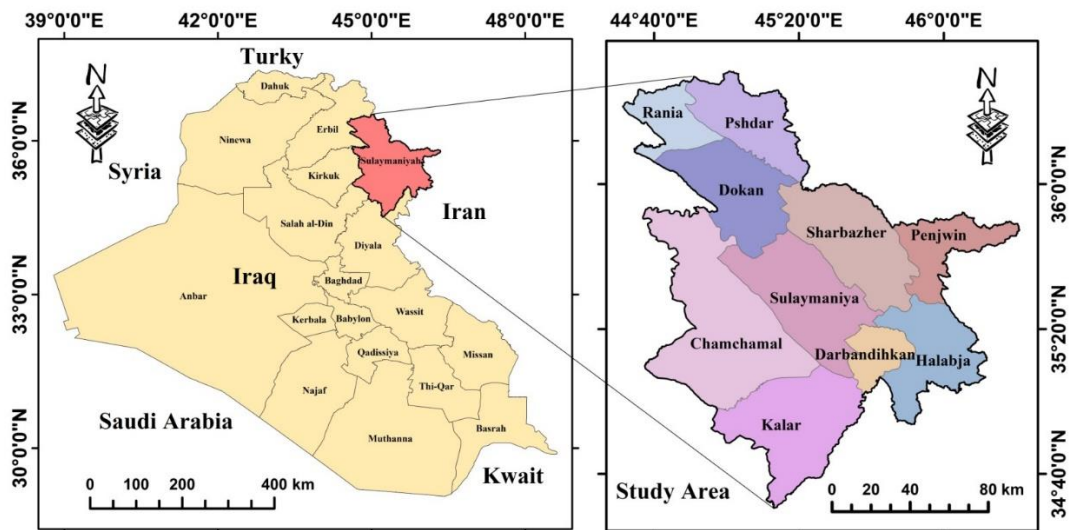 39°0'0"E
42°0'0"E
45°0'0"E
48°0'0"E
36°0'0"N
33°0'0"N
30°0'0"N
N
Turky
Dahuk
Ninewa
Erbil
Sulaymaniyah
Syria
Kirkuk
Iran
Salah al-Din
Diyala
Iraq
Baghdad
Anbar
Wassit
Kerbala
Babylon
Qadissiya
Missan
Najaf
Thi-Qar
Saudi Arabia
Basrah
Muthanna
Kwait
0 100 200 400 km
44°40'0"E
45°20'0"E
46°0'0"E
36°0'0"N
35°20'0"N
34°40'0"N
N
Rania
Pshdar
Dokan
Sharbazher
Penjwin
Sulaymaniya
Chamchamal
Darbandihkan
Halabja
Kalar
Study Area
0 20 40 80 km